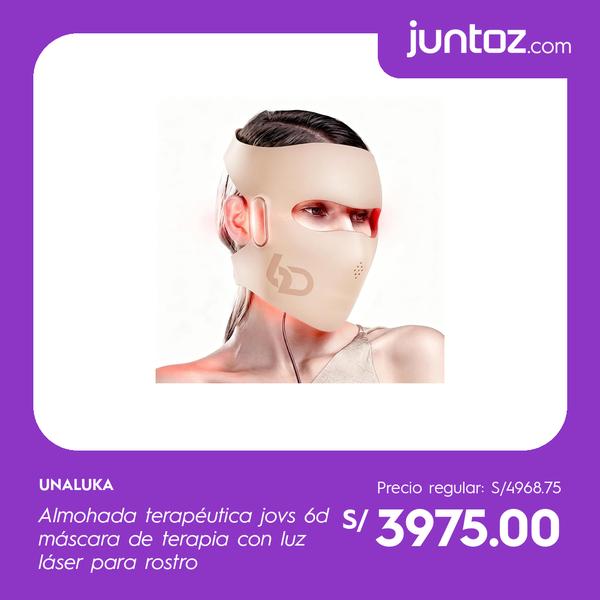 juntoz.com
6D
UNALUKA
Almohada terapéutica jovs 6d
máscara de terapia con luz
láser para rostro
Precio regular: S/4968.75
S/ 3975.00